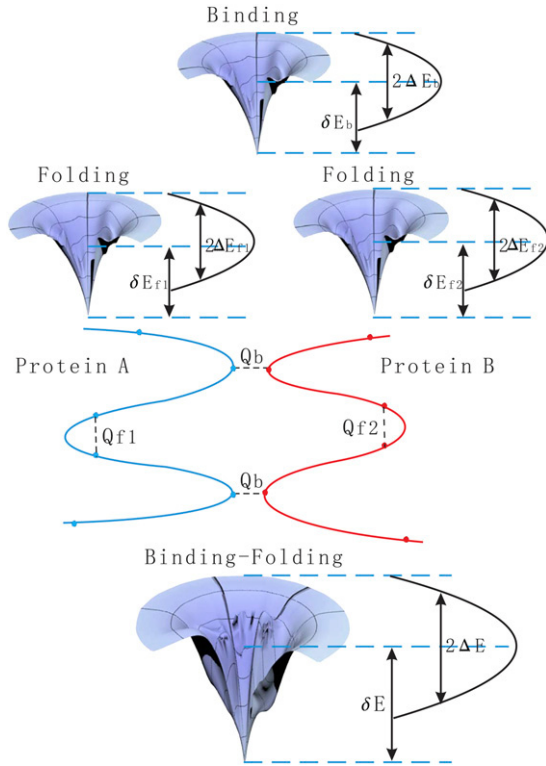 Binding
2ΔEb
δEb
Folding
Folding
2ΔEf1
2ΔEf2
δEf1
δEf2
Qb
Protein A
Protein B
Qf1
Qf2
Qb
Binding-Folding
2ΔE
δE